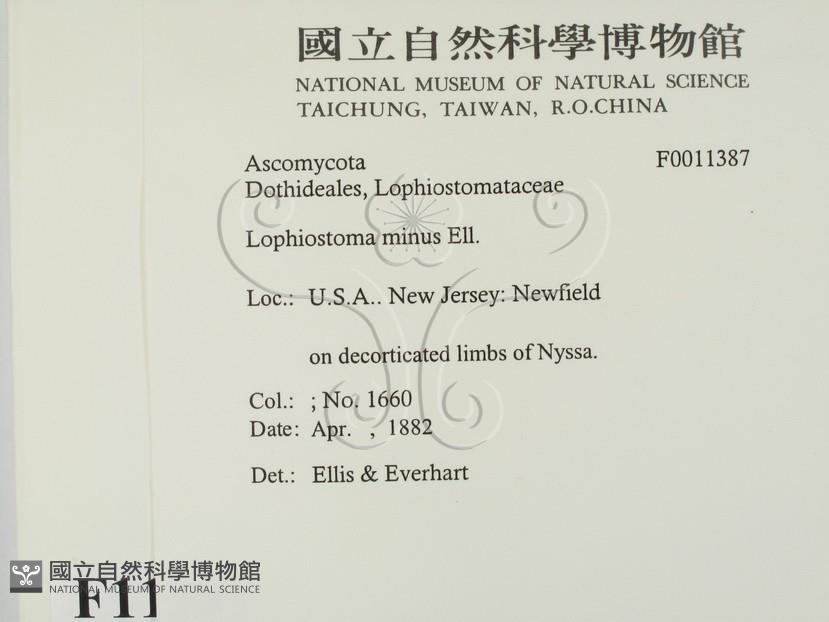 國立自然科學博物館
NATIONAL MUSEUM OF NATURAL SCIENCE
TAICHUNG, TAIWAN, R.O.CHINA
Ascomycota F0011387
Dothideales, Lophiostomataceae
Lophiostoma minus Ell.
Loc.: U.S.A.. New Jersey: Newfield
on decorticated limbs of Nyssa.
Col.: ; No. 1660
Date: Apr. , 1882
Det.: Ellis & Everhart
國立自然科學博物館
NATIONAL MUSEUM OF NATURAL SCIENCE
F11